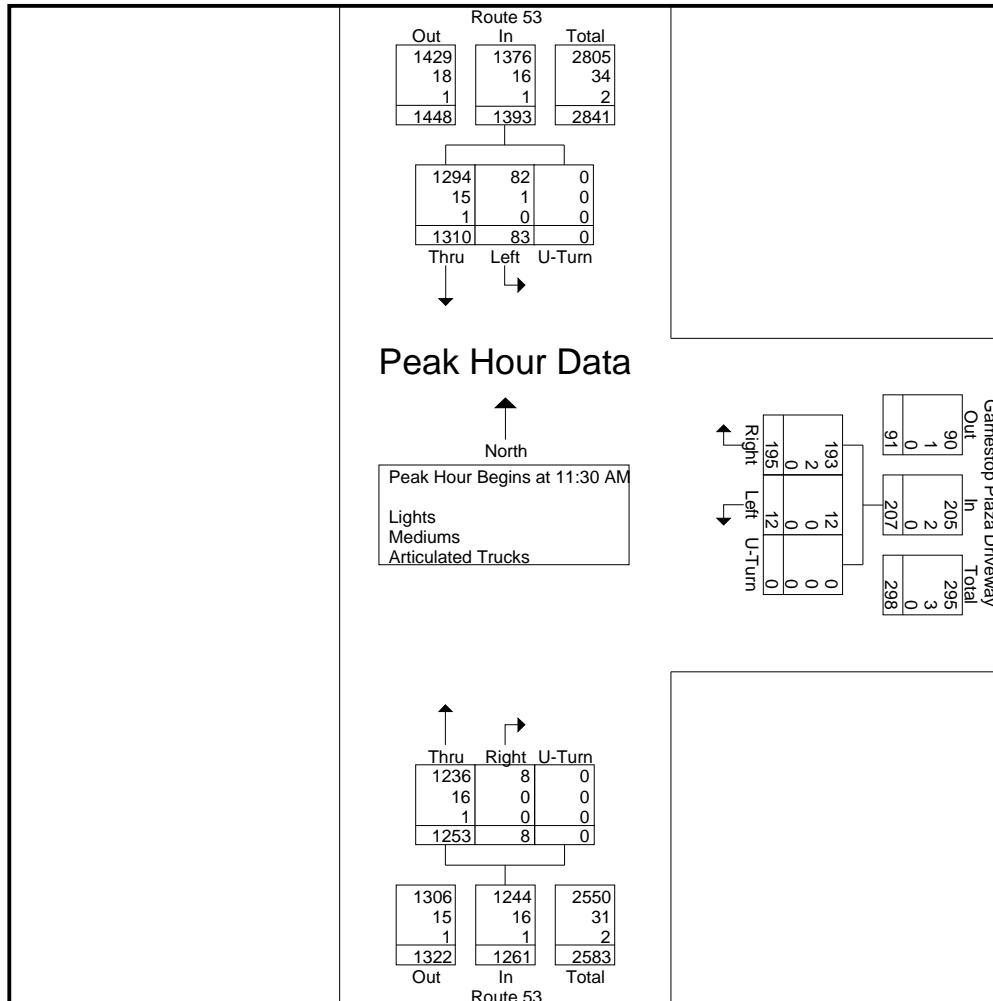 Route 53
Out In Total
1429 1376 2805
18 16 34
1 1 2
1448 1393 2841
1294 82 0
15 1 0
1 0 0
1310 83 0
Thru Left U-Turn
Peak Hour Data
North
Peak Hour Begins at 11:30 AM
Lights
Mediums
Articulated Trucks
Gamestop Plaza Driveway
Out In Total
90 205 295
1 2 3
0 0 0
91 207 298
193 12 0
2 0 0
0 0 0
195 12 0
Right Left U-Turn
Thru Right U-Turn
1236 8 0
16 0 0
1 0 0
1253 8 0
1306 1244 2550
15 16 31
1 1 2
1322 1261 2583
Out In Total
Route 53